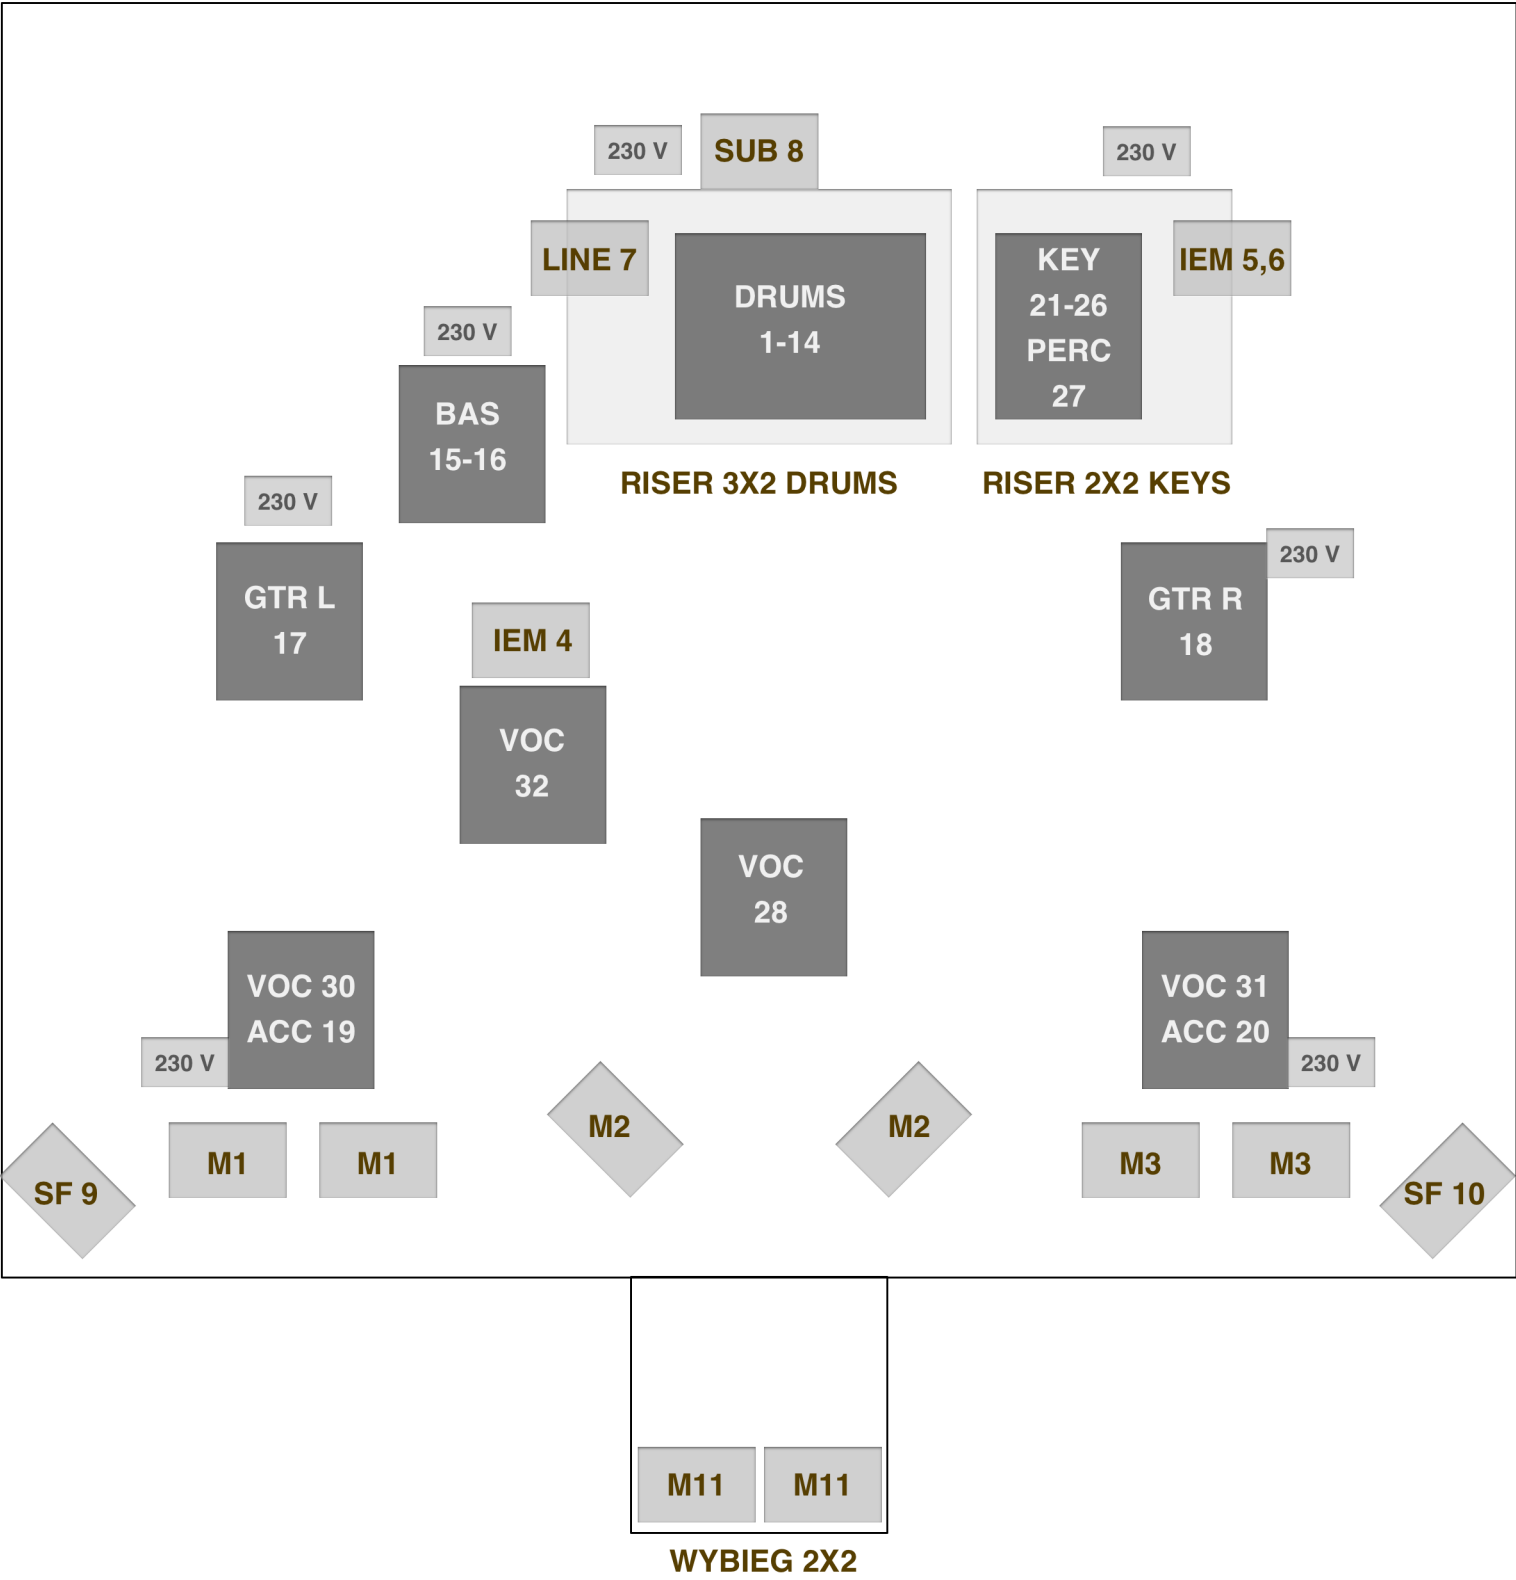 230 V
SUB 8
230 V
LINE 7
DRUMS
1-14
KEY
21-26
PERC
27
IEM 5,6
230 V
BAS
15-16
RISER 3X2 DRUMS
RISER 2X2 KEYS
230 V
GTR L
17
230 V
GTR R
18
IEM 4
VOC
32
VOC
28
VOC 30
ACC 19
230 V
VOC 31
ACC 20
230 V
SF 9
M1
M1
M2
M2
M3
M3
SF 10
M11
M11
WYBIEG 2X2